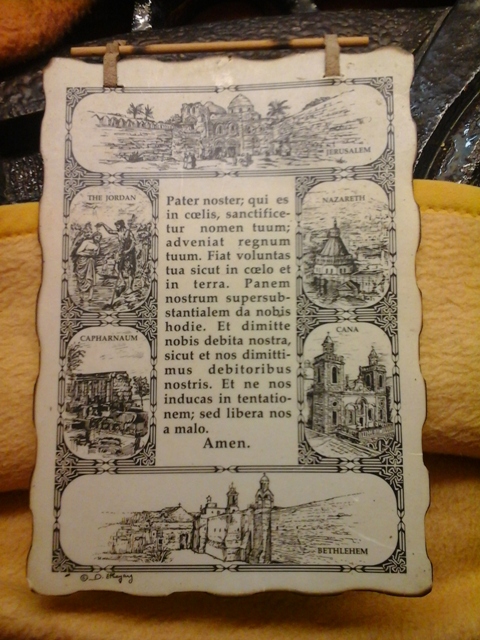 JERUSALEM
THE JORDAN
NAZARETH
Pater noster; qui es
in cœlis, sanctifice-
tur nomen tuum;
adveniat regnum
tuum. Fiat voluntas
tua sicut in cœlo et
in terra. Panem
nostrum supersub-
stantialem da nobis
hodie. Et dimitte
nobis debita nostra,
sicut et nos dimitti-
mus debitoribus
nostris. Et ne nos
inducas in tentatio-
nem; sed libera nos
a malo.
Amen.
CAPHARNAUM
CANA
BETHLEHEM